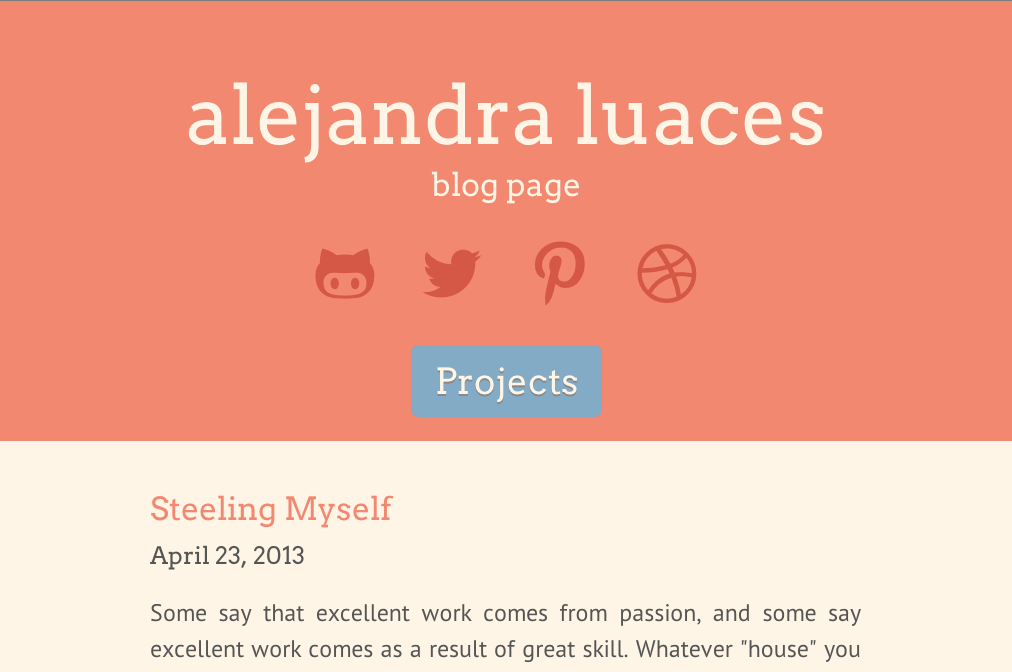 alejandra luaces
blog page
Projects
Steeling Myself
April 23, 2013
Some say that excellent work comes from passion, and some say
excellent work comes as a result of great skill. Whatever "house" you